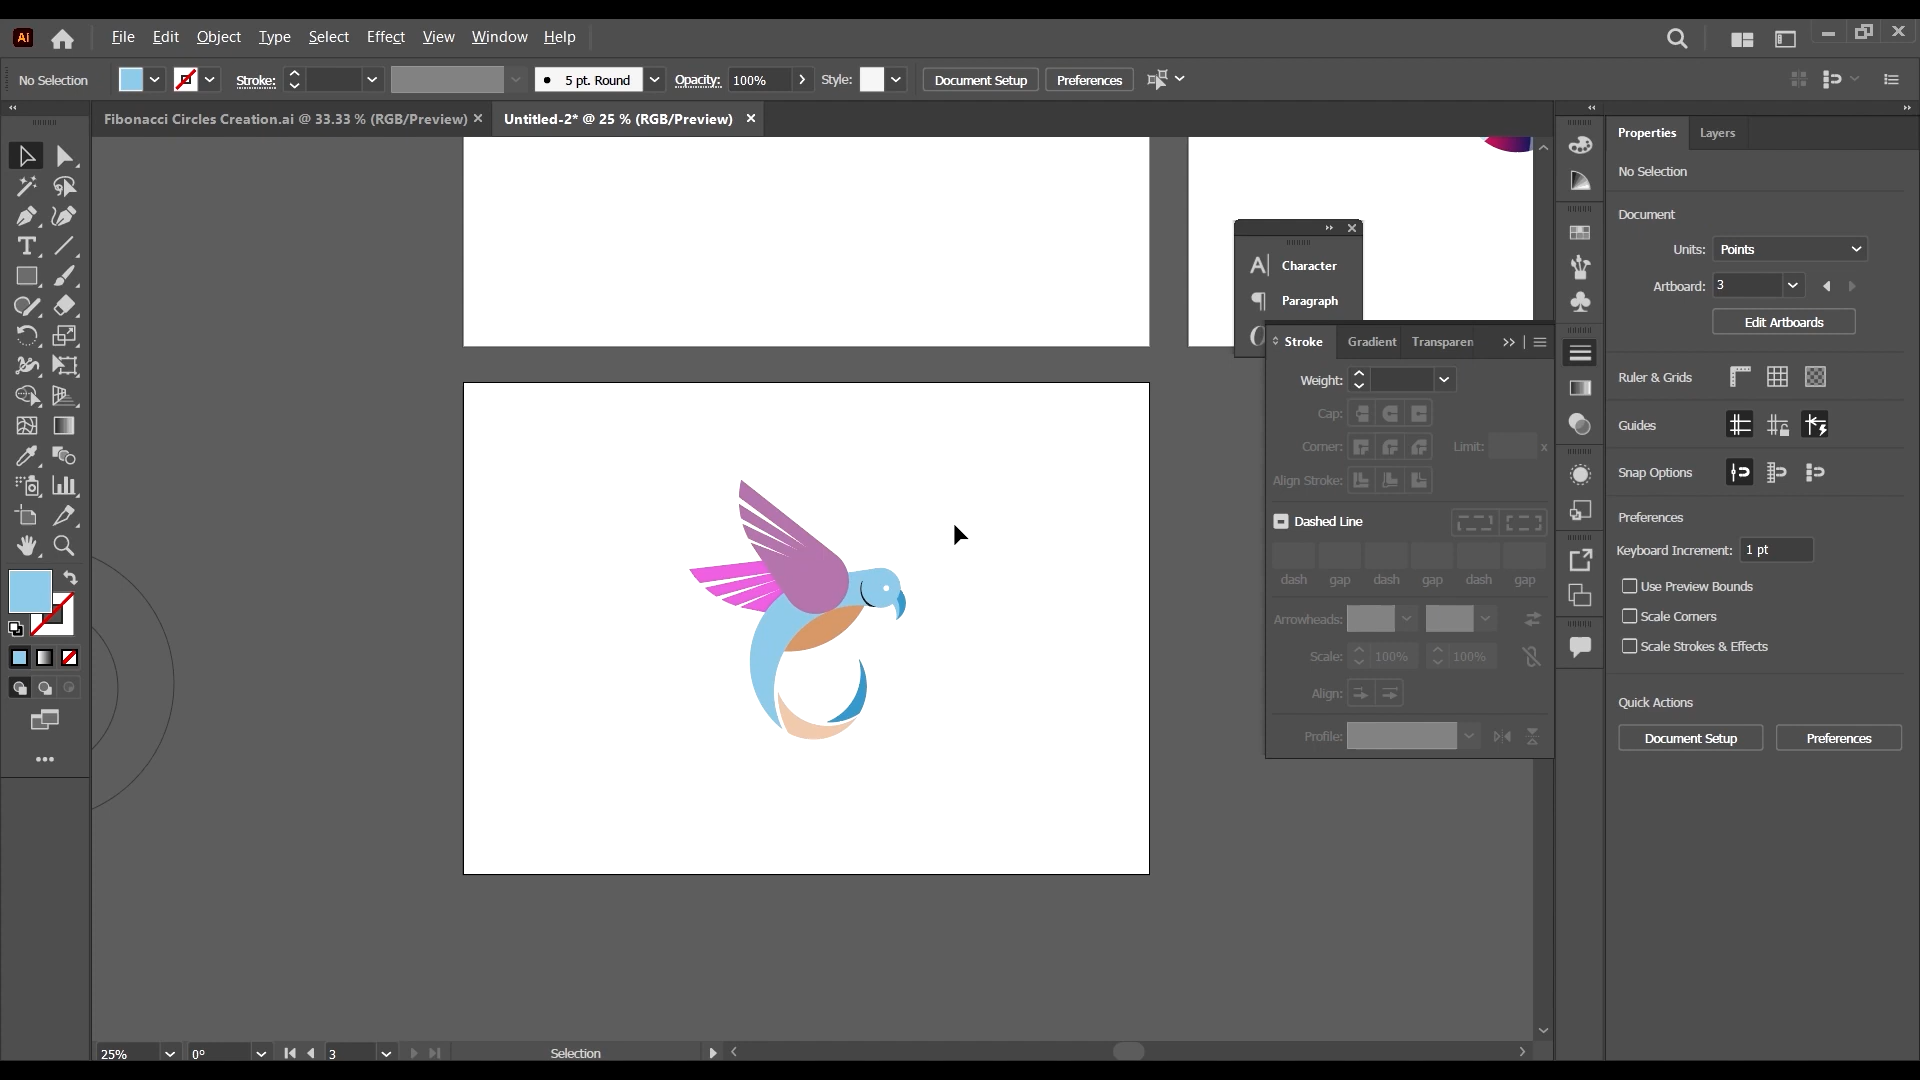 Ai File Edit Object Type Select Effect View Window Help
No Selection Stroke: 5 pt. Round Opacity: 100% Style: Document Setup Preferences
Fibonacci Circles Creation.ai @ 33.33 % (RGB/Preview) Untitled-2* @ 25 % (RGB/Preview)
Properties Layers
No Selection
Document
Units: Points
Artboard: 3
Edit Artboards
Ruler & Grids
Guides
Snap Options
Preferences
Keyboard Increment: 1 pt
Use Preview Bounds
Scale Corners
Scale Strokes & Effects
Quick Actions
Document Setup Preferences
Character
Paragraph
Stroke Gradient Transparen
Weight:
Cap:
Corner: Limit: x
Align Stroke:
Dashed Line
dash gap dash gap dash gap
Arrowheads:
Scale: 100% 100%
Align:
Profile:
25% 0° 3 Selection